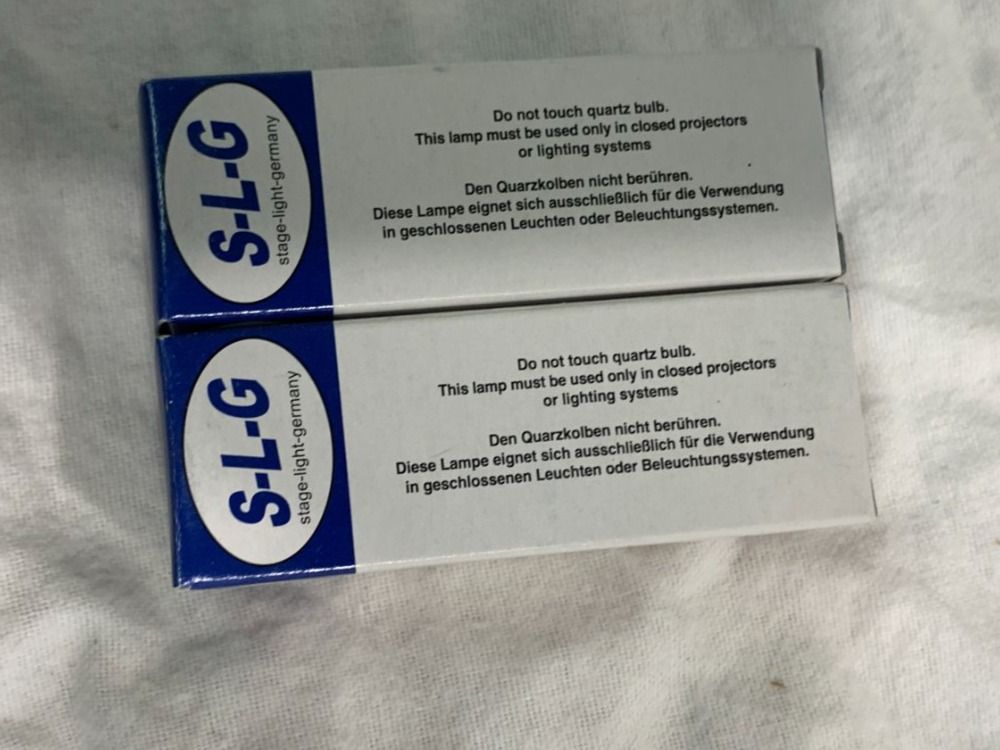 S-L-G
stage-light-germany
Do not touch quartz bulb.
This lamp must be used only in closed projectors
or lighting systems
Den Quarzkolben nicht berühren.
Diese Lampe eignet sich ausschließlich für die Verwendung
in geschlossenen Leuchten oder Beleuchtungssystemen.
S-L-G
stage-light-germany
Do not touch quartz bulb.
This lamp must be used only in closed projectors
or lighting systems
Den Quarzkolben nicht berühren.
Diese Lampe eignet sich ausschließlich für die Verwendung
in geschlossenen Leuchten oder Beleuchtungssystemen.